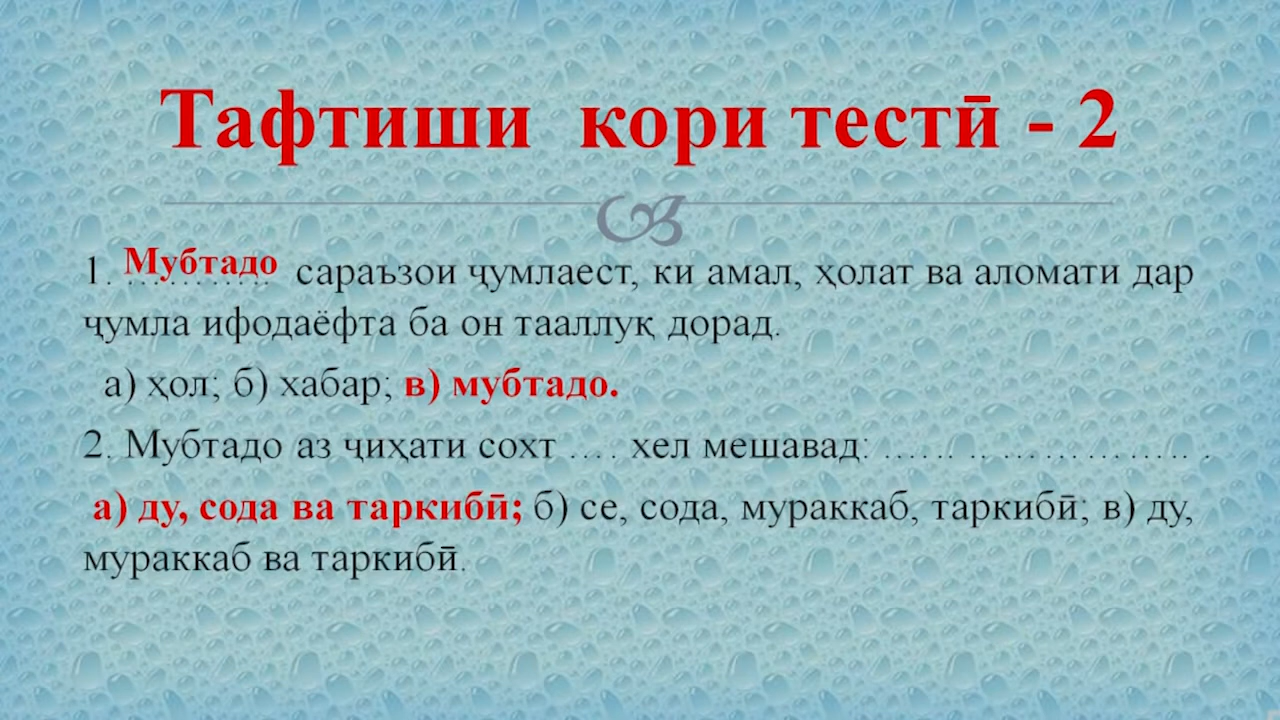 Тафтиши кори тестӣ - 2
1. Мубтадо ........... сараъзои ҷумлаест, ки амал, ҳолат ва аломати дар
ҷумла ифодаёфта ба он тааллуқ дорад.
а) ҳол; б) хабар; в) мубтадо.
2. Мубтадо аз ҷиҳати сохт …. хел мешавад: …….. .. ………….. .
а) ду, сода ва таркибӣ; б) се, сода, мураккаб, таркибӣ; в) ду,
мураккаб ва таркибӣ.